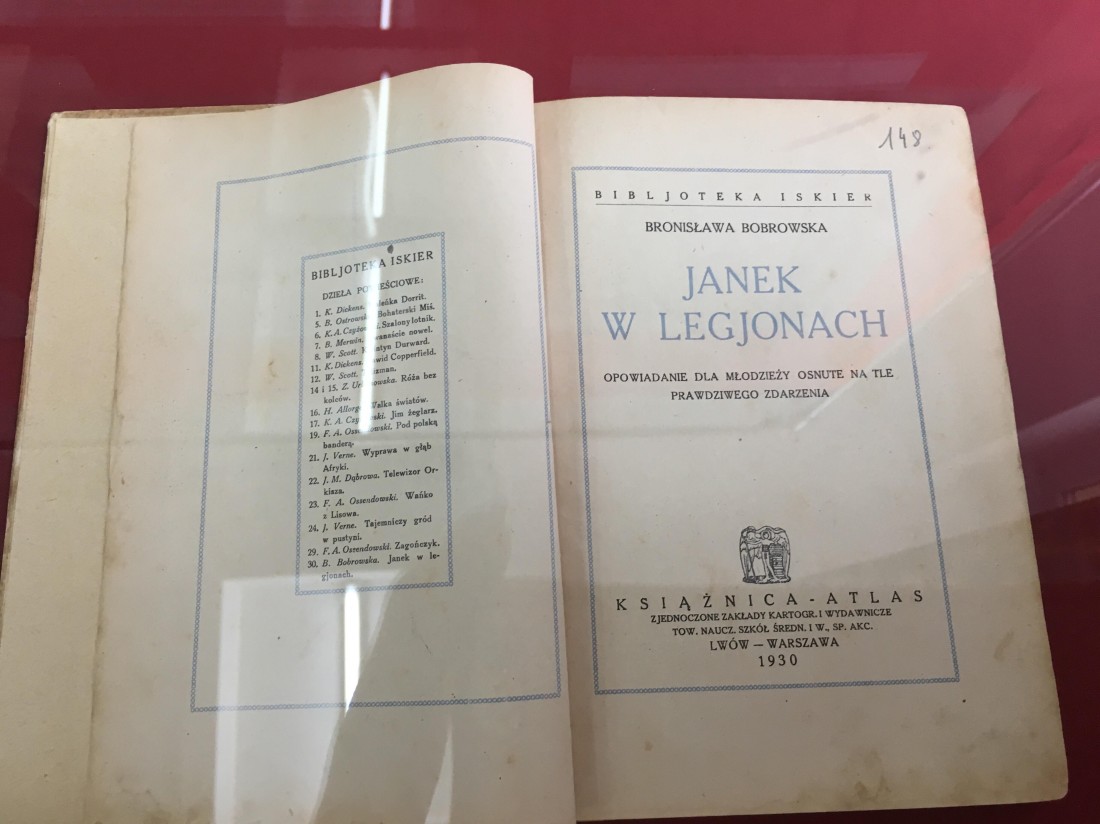 BIBLJOTEKA ISKIER
DZIEŁA POWIEŚCIOWE:
1. K. Dickens. Dorrit.
5. B. Ostrowski. Bohaterski Miś.
6. K. A. Szalony lotnik.
7. B. Merwin. nowel.
8. W. Scott. Durward.
11. K. Dickens. Dawid Copperfield.
12. W. Scott.
14 i 15. Z. Róża bez
kolców.
16. H. Allorge. Walka światów.
17. K. A. Jim żeglarz.
19. F. A. Ossendowski. Pod polską
banderą.
21. J. Verne. Wyprawa w głąb
Afryki.
22. J. M. Dąbrowa. Telewizor Or-
kisza.
23. F. A. Ossendowski. Wańko
z Lisowa.
24. J. Verne. Tajemniczy gród
w pustyni.
29. F. A. Ossendowski. Zagończyk.
30. B. Bobrowska. Janek w le-
gjonach.
148
BIBLJOTEKA ISKIER
BRONISŁAWA BOBROWSKA
JANEK
W LEGJONACH
OPOWIADANIE DLA MŁODZIEŻY OSNUTE NA TLE
PRAWDZIWEGO ZDARZENIA
KSIĄŻNICA - ATLAS
ZJEDNOCZONE ZAKŁADY KARTOGR. I WYDAWNICZE
TOW. NAUCZ. SZKÓŁ ŚREDN. I W., SP. AKC.
LWÓW — WARSZAWA
1930